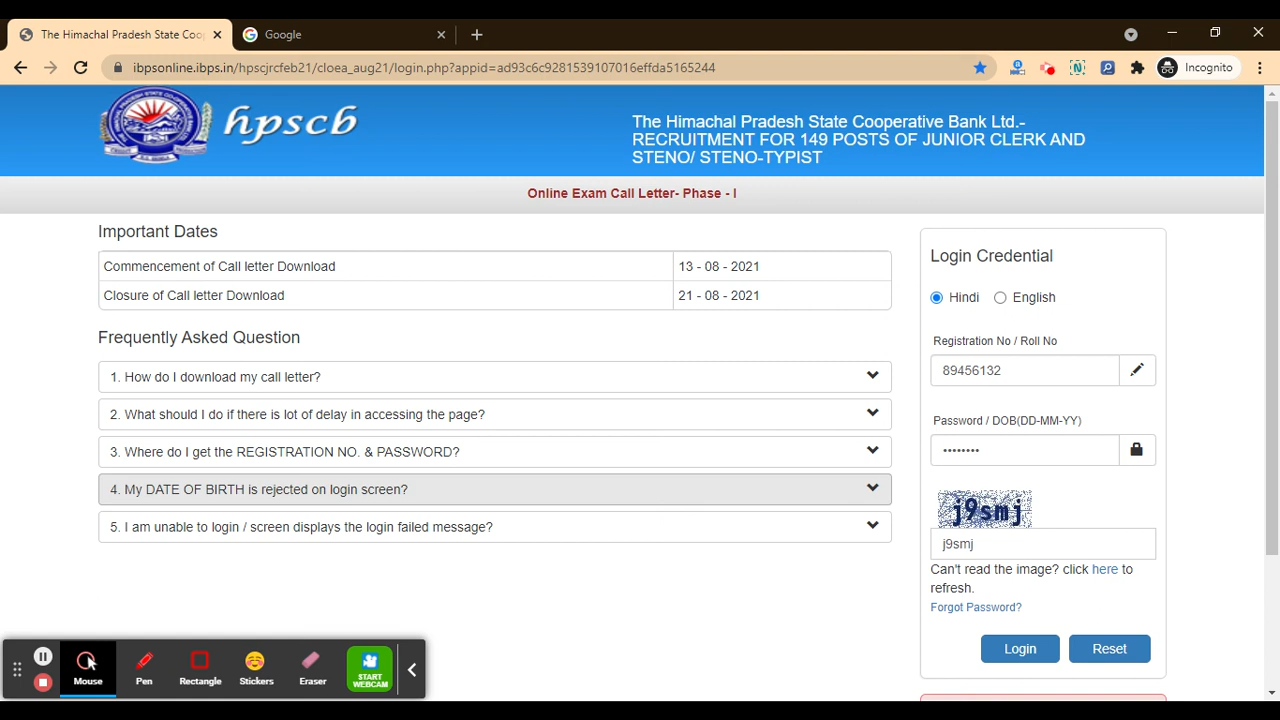 The Himachal Pradesh State Coo
Google
ibpsonline.ibps.in/hpscjrcfeb21/cloea_aug21/login.php?appid=ad93c6c9281539107016effda5165244
Incognito
hpscb
The Himachal Pradesh State Cooperative Bank Ltd.-
RECRUITMENT FOR 149 POSTS OF JUNIOR CLERK AND
STENO/ STENO-TYPIST
Online Exam Call Letter- Phase - I
Important Dates
Commencement of Call letter Download 13 - 08 - 2021
Closure of Call letter Download 21 - 08 - 2021
Frequently Asked Question
1. How do I download my call letter?
2. What should I do if there is lot of delay in accessing the page?
3. Where do I get the REGISTRATION NO. & PASSWORD?
4. My DATE OF BIRTH is rejected on login screen?
5. I am unable to login / screen displays the login failed message?
Login Credential
Hindi English
Registration No / Roll No
89456132
Password / DOB(DD-MM-YY)
••••••••
j9smj
j9smj
Can't read the image? click here to
refresh.
Forgot Password?
Login Reset
Mouse Pen Rectangle Stickers Eraser START
WEBCAM